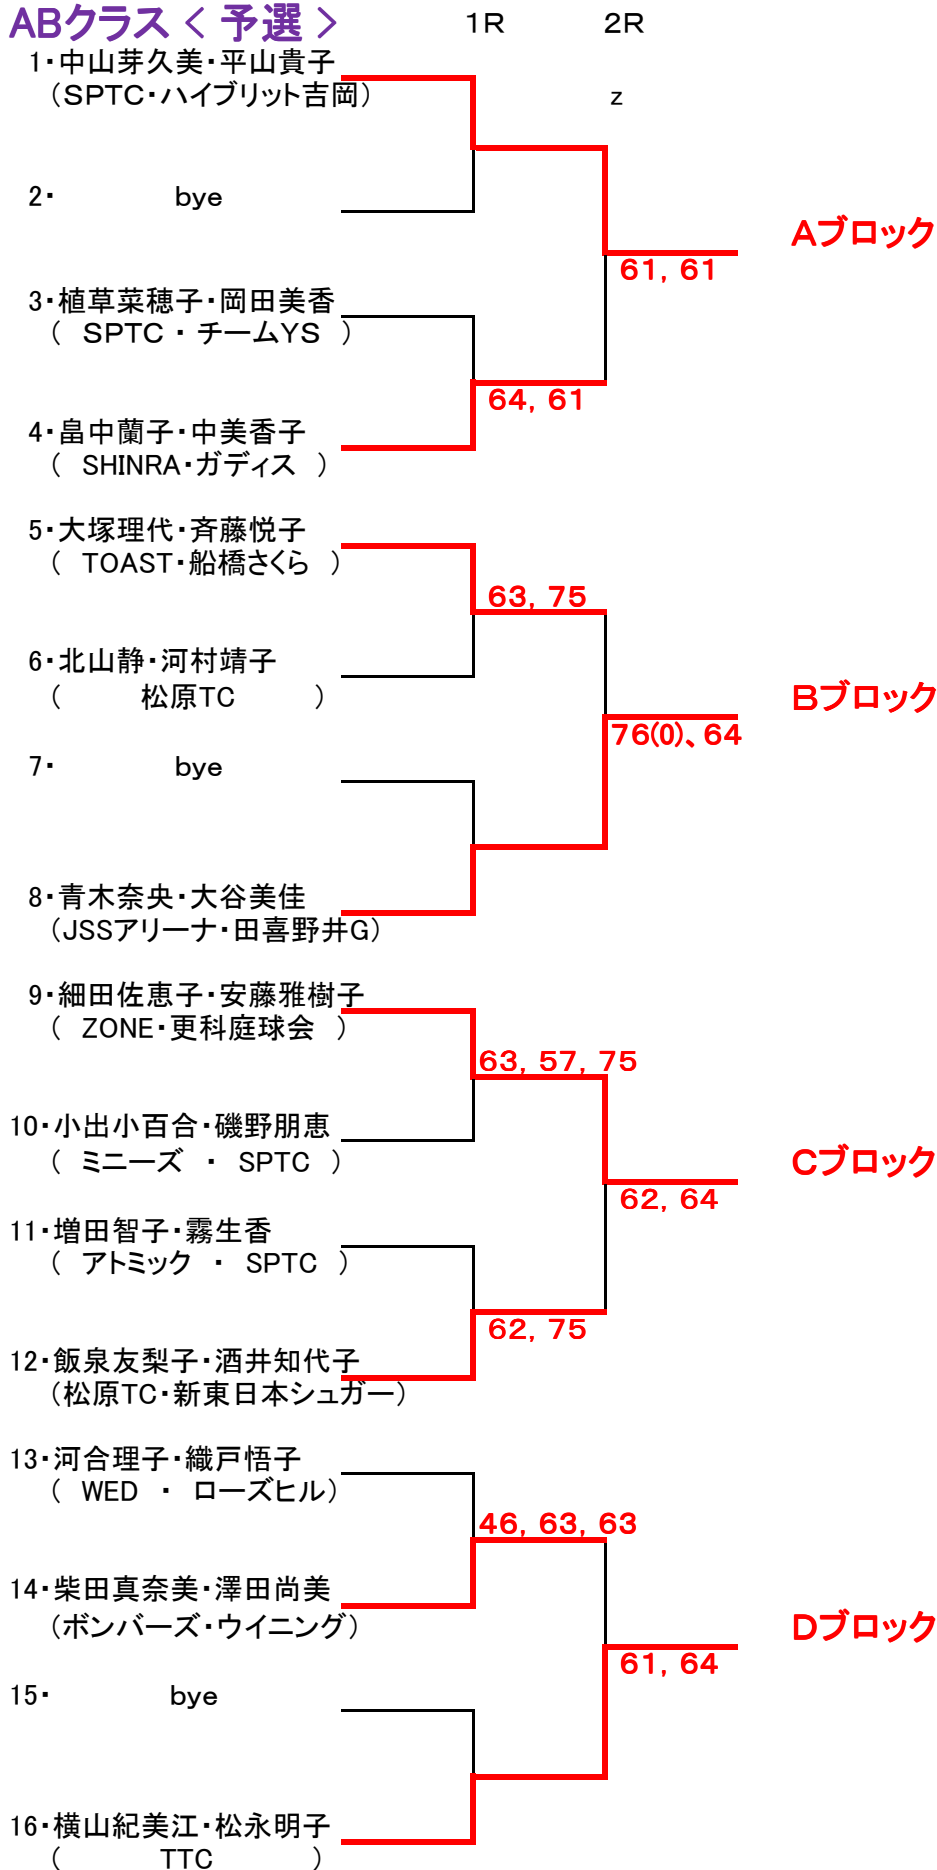 ABクラス < 予選 >
1R 2R
1・中山芽久美・平山貴子
(SPTC・ハイブリット吉岡)
z
2・ bye
Aブロック
61, 61
3・植草菜穂子・岡田美香
( SPTC ・ チームYS )
64, 61
4・畠中蘭子・中美香子
( SHINRA・ガディス )
5・大塚理代・斉藤悦子
( TOAST・船橋さくら )
63, 75
6・北山静・河村靖子
( 松原TC )
Bブロック
76(0)、64
7・ bye
8・青木奈央・大谷美佳
(JSSアリーナ・田喜野井G)
9・細田佐恵子・安藤雅樹子
( ZONE・更科庭球会 )
63, 57, 75
10・小出小百合・磯野朋恵
( ミニーズ ・ SPTC )
Cブロック
62, 64
11・増田智子・霧生香
( アトミック ・ SPTC )
62, 75
12・飯泉友梨子・酒井知代子
(松原TC・新東日本シュガー)
13・河合理子・織戸悟子
( WED ・ ローズヒル)
46, 63, 63
14・柴田真奈美・澤田尚美
(ボンバーズ・ウイニング)
Dブロック
61, 64
15・ bye
16・横山紀美江・松永明子
( TTC )